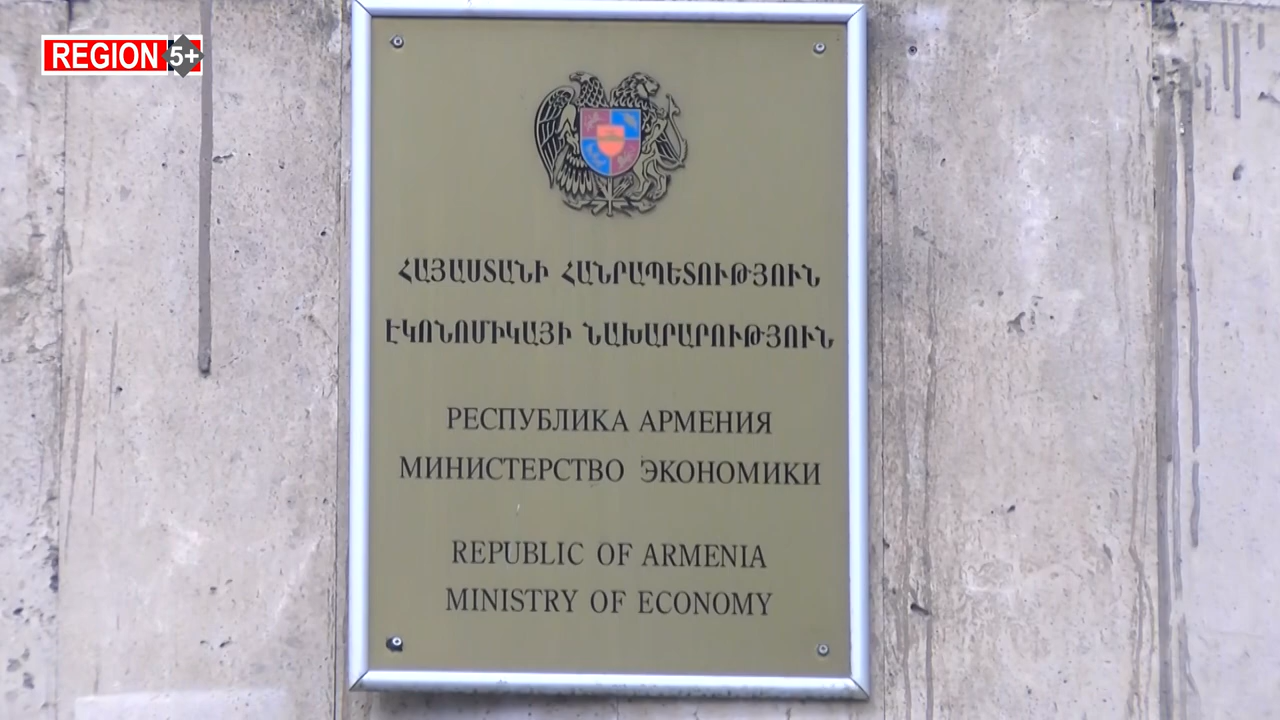 REGION 5+
ՀԱՅԱՍՏԱՆԻ ՀԱՆՐԱՊԵՏՈՒԹՅՈՒՆ
ԷԿՈՆՈՄԻԿԱՅԻ ՆԱԽԱՐԱՐՈՒԹՅՈՒՆ
РЕСПУБЛИКА АРМЕНИЯ
МИНИСТЕРСТВО ЭКОНОМИКИ
REPUBLIC OF ARMENIA
MINISTRY OF ECONOMY